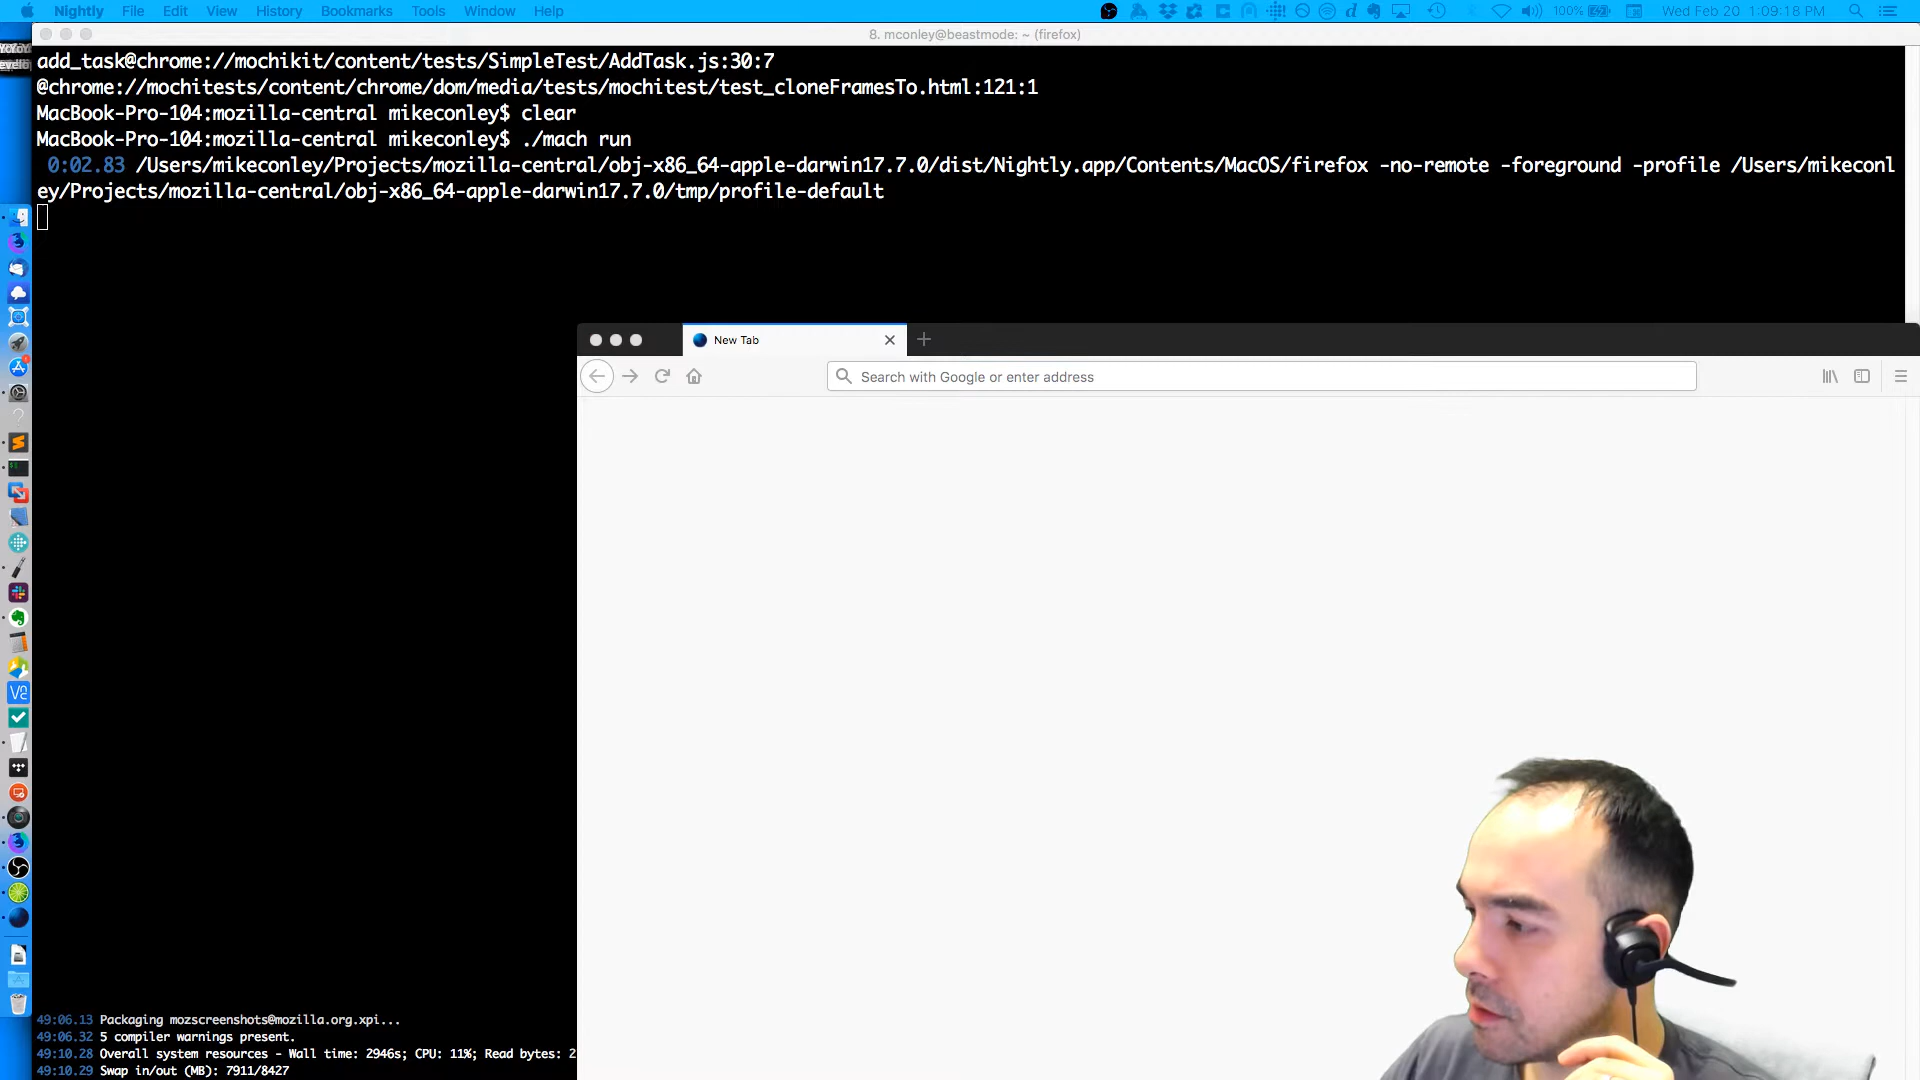 Nightly File Edit View History Bookmarks Tools Window Help 100% Wed Feb 20 1:09:18 PM
8. mconley@beastmode: ~ (firefox)
add_task@chrome://mochikit/content/tests/SimpleTest/AddTask.js:30:7
@chrome://mochitests/content/chrome/dom/media/tests/mochitest/test_cloneFramesTo.html:121:1
MacBook-Pro-104:mozilla-central mikeconley$ clear
MacBook-Pro-104:mozilla-central mikeconley$ ./mach run
0:02.83 /Users/mikeconley/Projects/mozilla-central/obj-x86_64-apple-darwin17.7.0/dist/Nightly.app/Contents/MacOS/firefox -no-remote -foreground -profile /Users/mikeconl
ey/Projects/mozilla-central/obj-x86_64-apple-darwin17.7.0/tmp/profile-default
New Tab
Search with Google or enter address
49:06.13 Packaging mozscreenshots@mozilla.org.xpi...
49:06.32 5 compiler warnings present.
49:10.28 Overall system resources - Wall time: 2946s; CPU: 11%; Read bytes: 2
49:10.29 Swap in/out (MB): 7911/8427